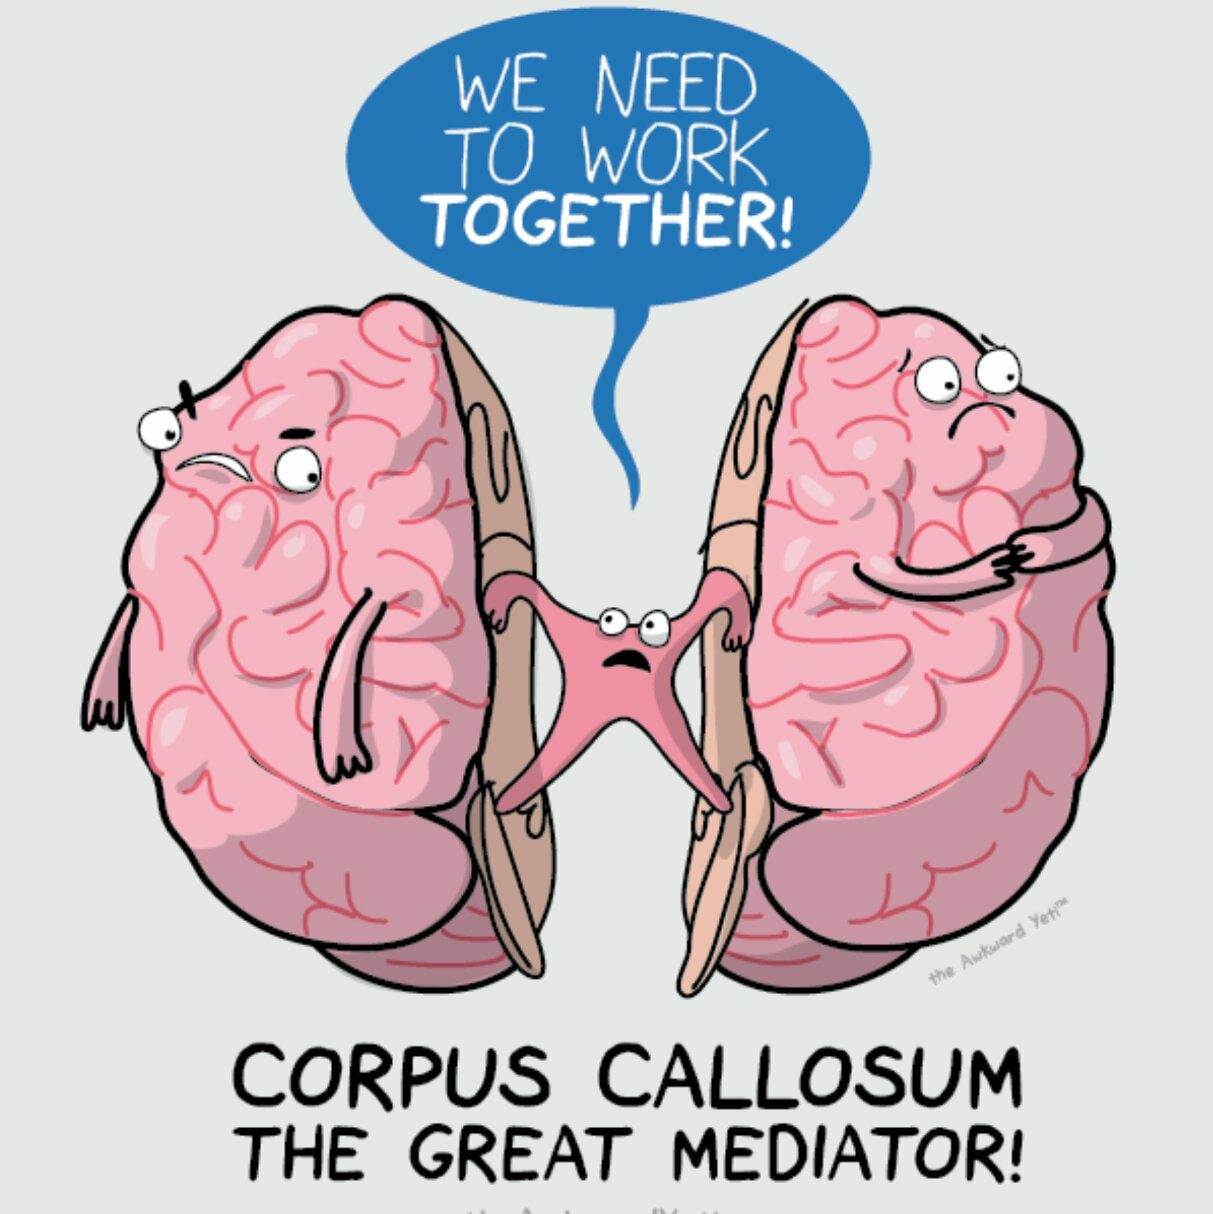 WE NEED
TO WORK
TOGETHER!
the Awkward Yeti™
CORPUS CALLOSUM
THE GREAT MEDIATOR!